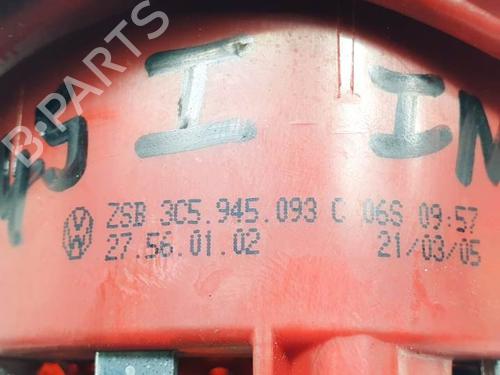 B-PARTS
I IN
ZSB 3C5.945.093 C 06S 09:57
27.56.01.02 21/03/05